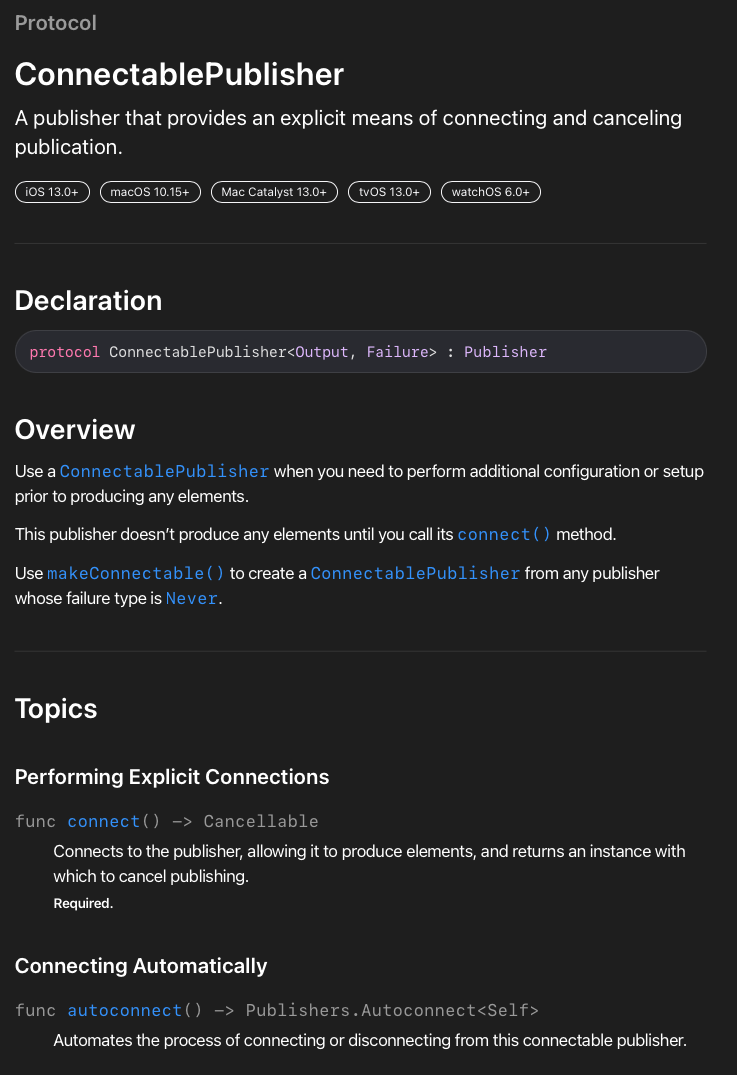 Protocol
ConnectablePublisher
A publisher that provides an explicit means of connecting and canceling
publication.
iOS 13.0+ macOS 10.15+ Mac Catalyst 13.0+ tvOS 13.0+ watchOS 6.0+
Declaration
protocol ConnectablePublisher<Output, Failure> : Publisher
Overview
Use a ConnectablePublisher when you need to perform additional configuration or setup
prior to producing any elements.
This publisher doesn’t produce any elements until you call its connect() method.
Use makeConnectable() to create a ConnectablePublisher from any publisher
whose failure type is Never.
Topics
Performing Explicit Connections
func connect() -> Cancellable
Connects to the publisher, allowing it to produce elements, and returns an instance with
which to cancel publishing.
Required.
Connecting Automatically
func autoconnect() -> Publishers.Autoconnect<Self>
Automates the process of connecting or disconnecting from this connectable publisher.